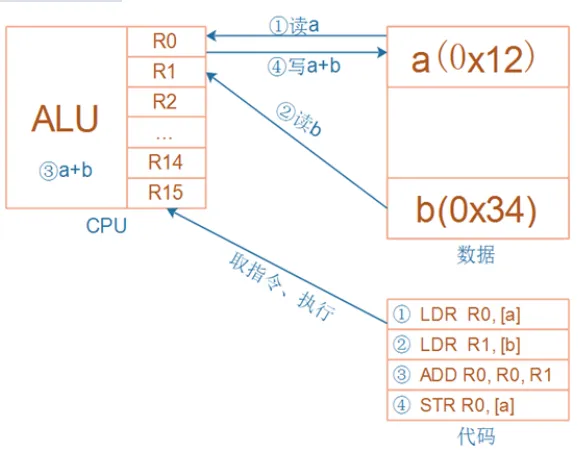 ALU
③a+b
R0
R1
R2
...
R14
R15
CPU
①读a
④写a+b
②读b
取指令、执行
a(0x12)
b(0x34)
数据
① LDR R0, [a]
② LDR R1, [b]
③ ADD R0, R0, R1
④ STR R0, [a]
代码